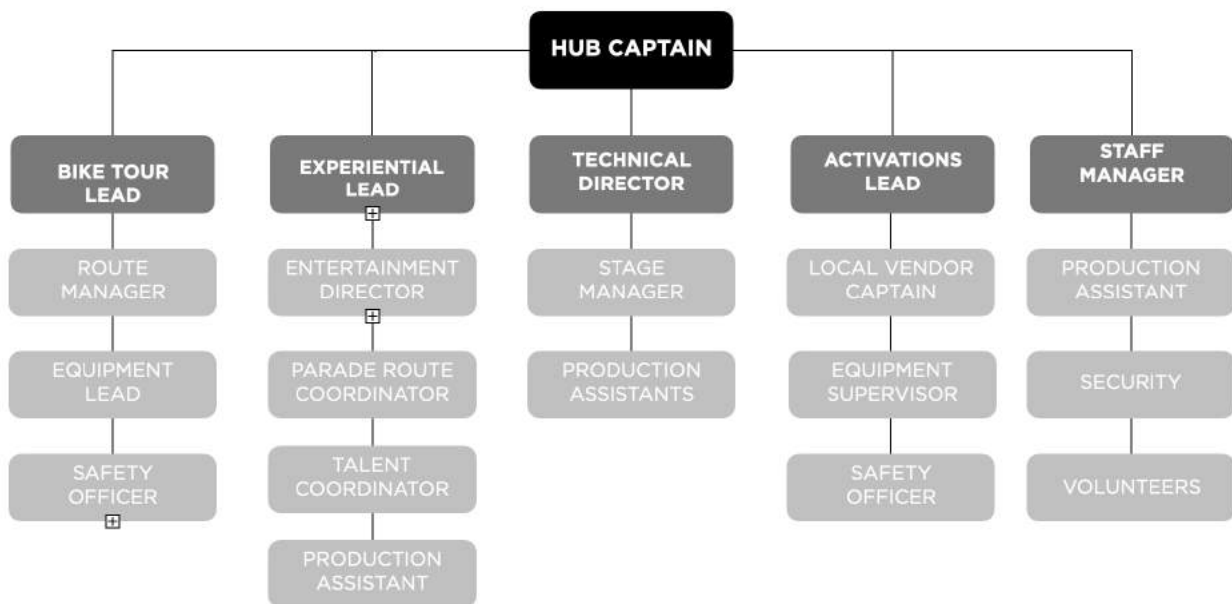 HUB CAPTAIN
BIKE TOUR
LEAD
EXPERIENTIAL
LEAD
TECHNICAL
DIRECTOR
ACTIVATIONS
LEAD
STAFF
MANAGER
ROUTE
MANAGER
ENTERTAINMENT
DIRECTOR
STAGE
MANAGER
LOCAL VENDOR
CAPTAIN
PRODUCTION
ASSISTANT
EQUIPMENT
LEAD
PARADE ROUTE
COORDINATOR
PRODUCTION
ASSISTANTS
EQUIPMENT
SUPERVISOR
SECURITY
SAFETY
OFFICER
TALENT
COORDINATOR
SAFETY
OFFICER
VOLUNTEERS
PRODUCTION
ASSISTANT